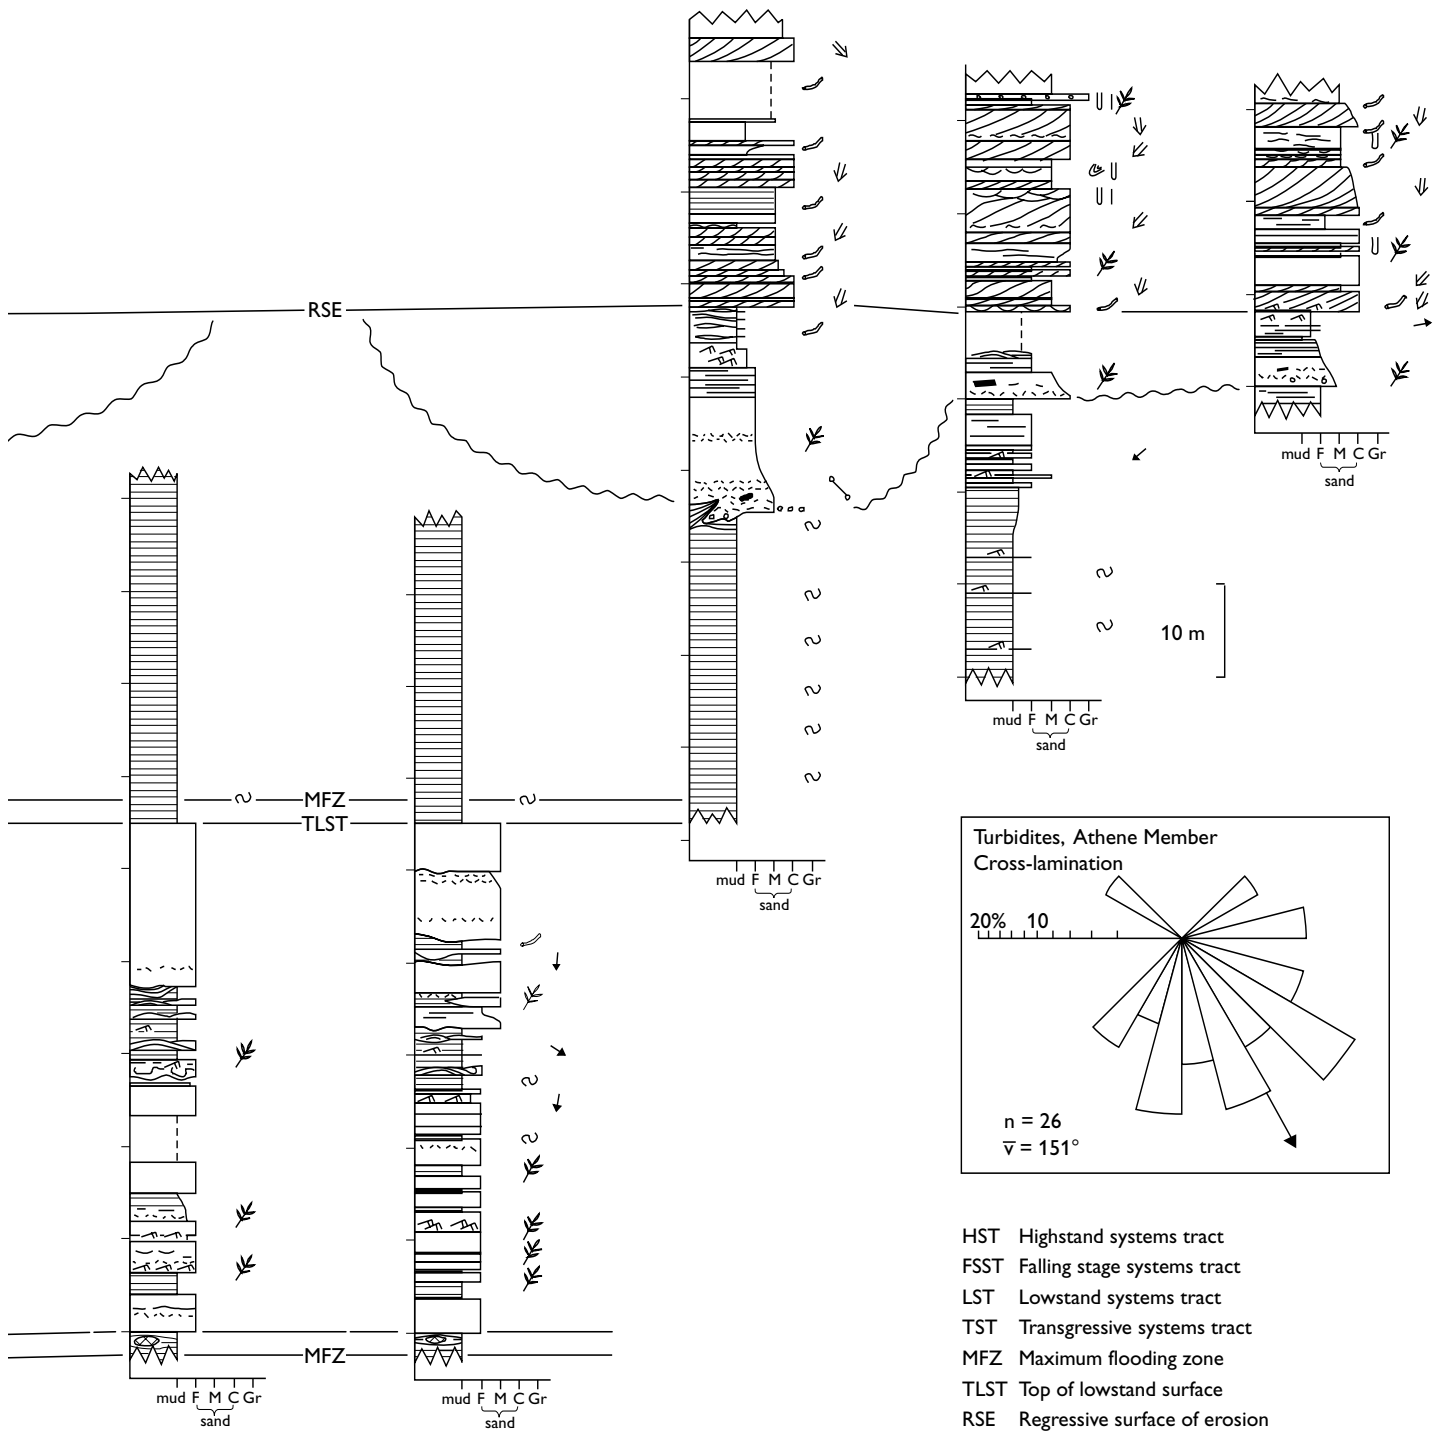 RSE
mud F M C Gr
sand
10 m
mud F M C Gr
sand
MFZ
TLST
mud F M C Gr
sand
Turbidites, Athene Member
Cross-lamination
20% 10
n = 26
v̅ = 151°
MFZ
mud F M C Gr
sand
mud F M C Gr
sand
HST Highstand systems tract
FSST Falling stage systems tract
LST Lowstand systems tract
TST Transgressive systems tract
MFZ Maximum flooding zone
TLST Top of lowstand surface
RSE Regressive surface of erosion